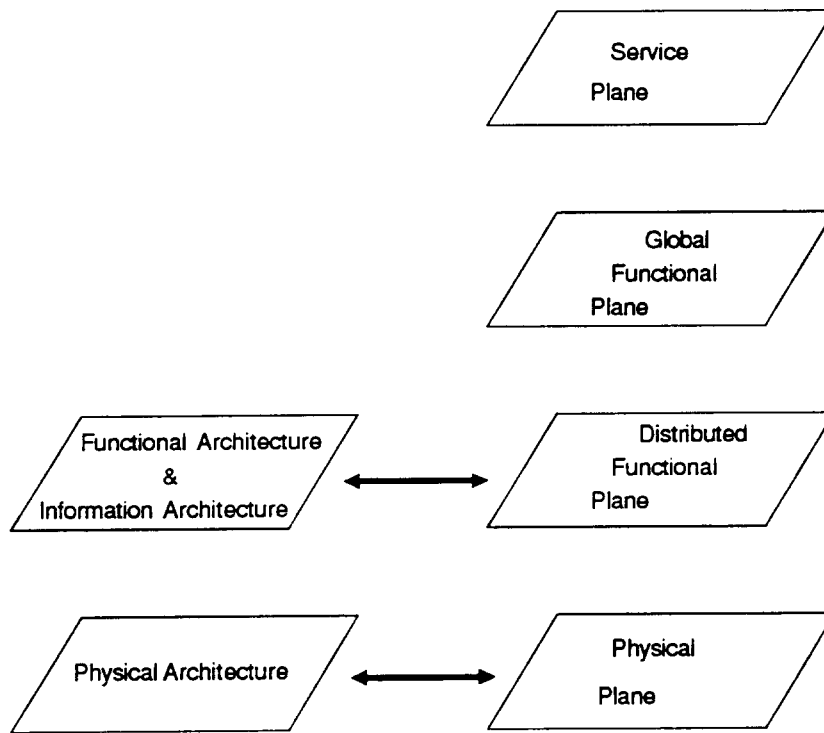 Service
Plane
Global
Functional
Plane
Functional Architecture
&
Information Architecture
Distributed
Functional
Plane
Physical Architecture
Physical
Plane